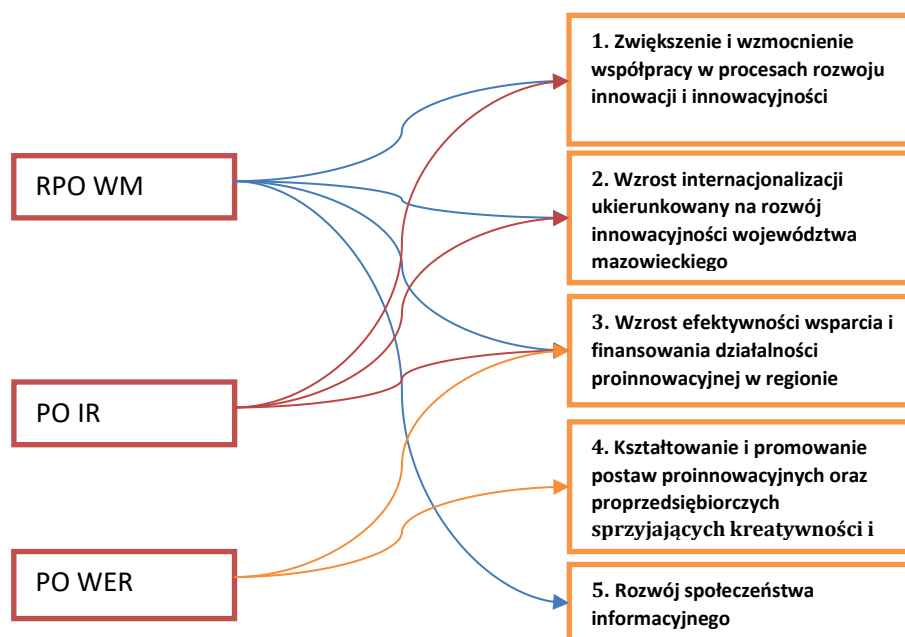 RPO WM
PO IR
PO WER
1. Zwiększenie i wzmocnienie
współpracy w procesach rozwoju
innowacji i innowacyjności
2. Wzrost internacjonalizacji
ukierunkowany na rozwój
innowacyjności województwa
mazowieckiego
3. Wzrost efektywności wsparcia i
finansowania działalności
proinnowacyjnej w regionie
4. Kształtowanie i promowanie
postaw proinnowacyjnych oraz
proprzedsiębiorczych
sprzyjających kreatywności i
5. Rozwój społeczeństwa
informacyjnego